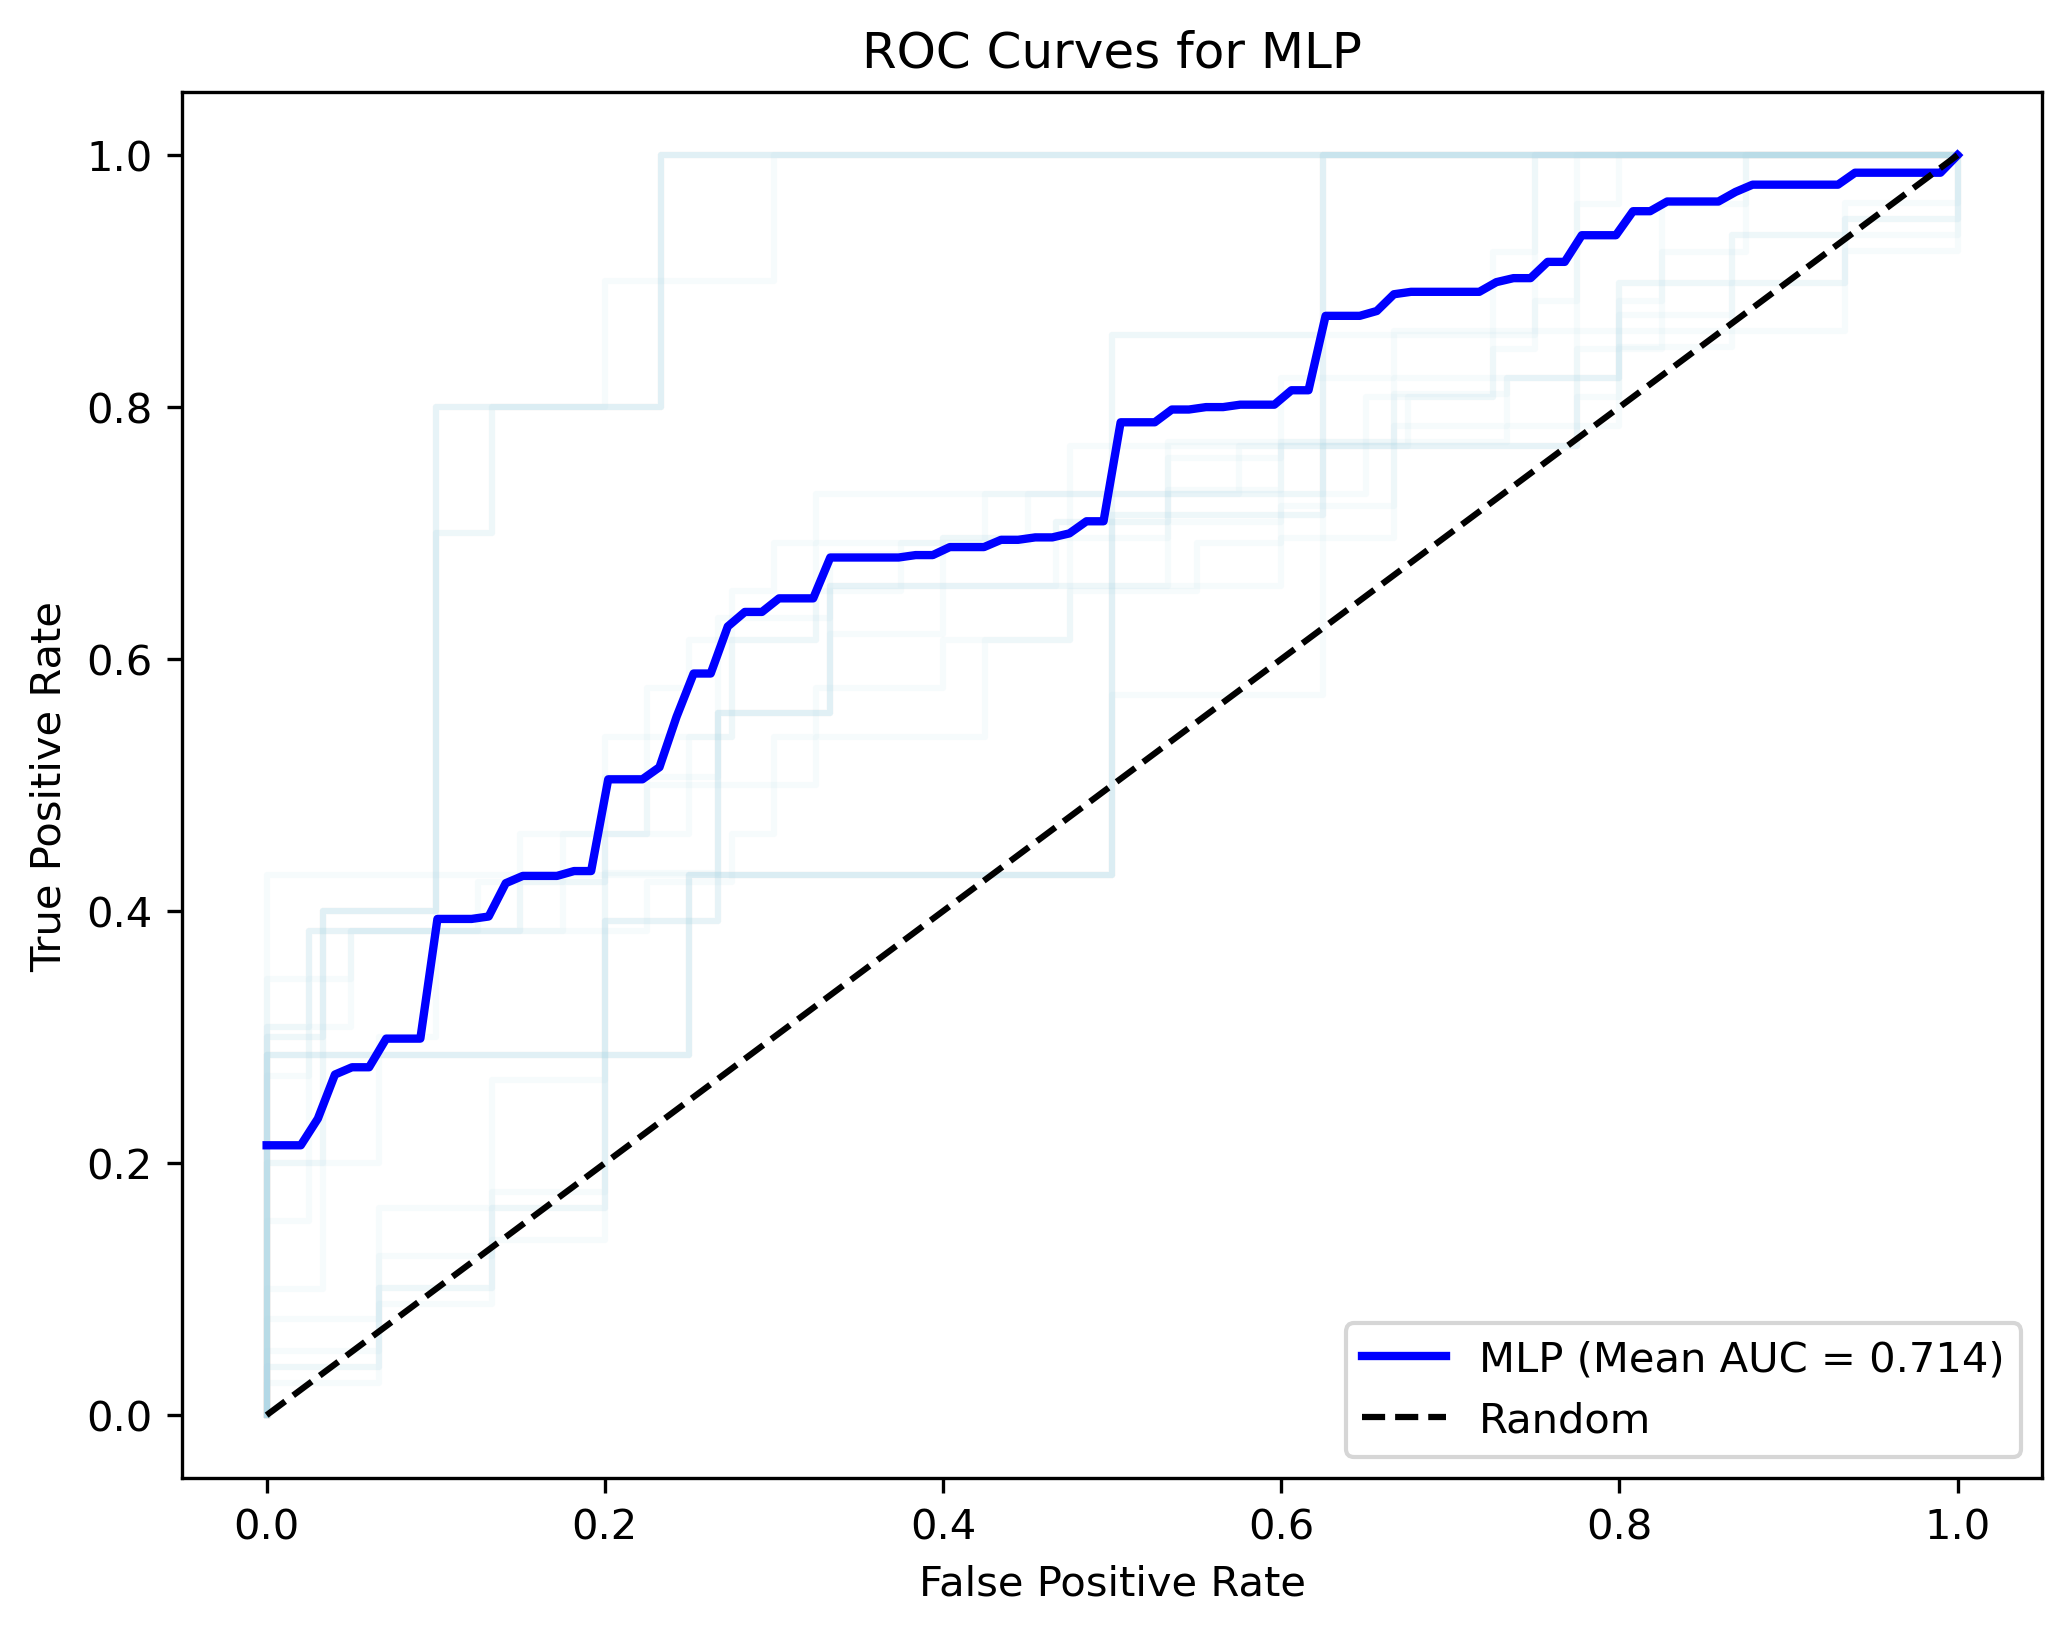 ROC Curves for MLP
1.0
0.8
0.6
0.4
0.2
0.0
True Positive Rate
MLP (Mean AUC = 0.714)
Random
0.0 0.2 0.4 0.6 0.8 1.0
False Positive Rate